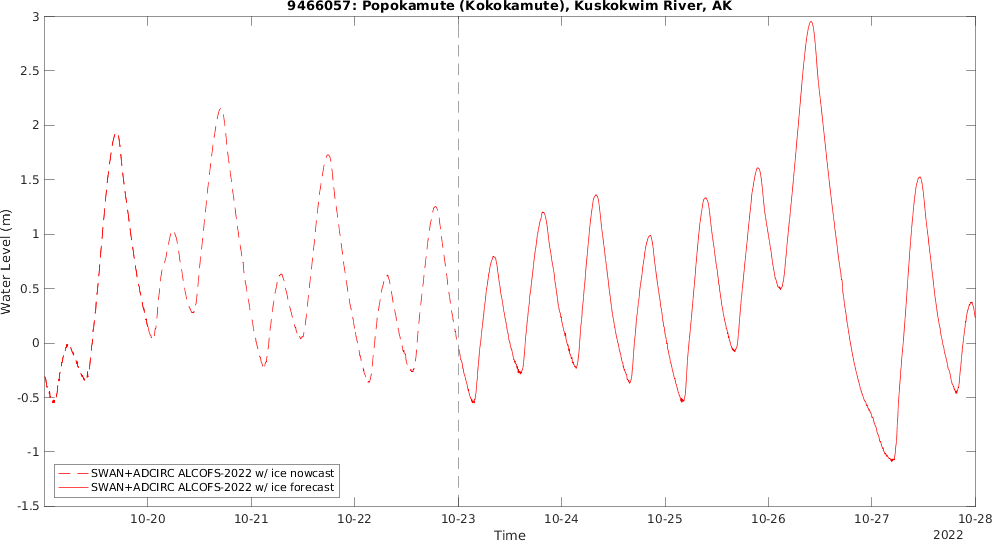 9466057: Popokamute (Kokokamute), Kuskokwim River, AK
3
2.5
2
1.5
1
0.5
0
-0.5
-1
-1.5
Water Level (m)
SWAN+ADCIRC ALCOFS-2022 w/ ice nowcast
SWAN+ADCIRC ALCOFS-2022 w/ ice forecast
10-20 10-21 10-22 10-23 10-24 10-25 10-26 10-27 10-28
Time
2022